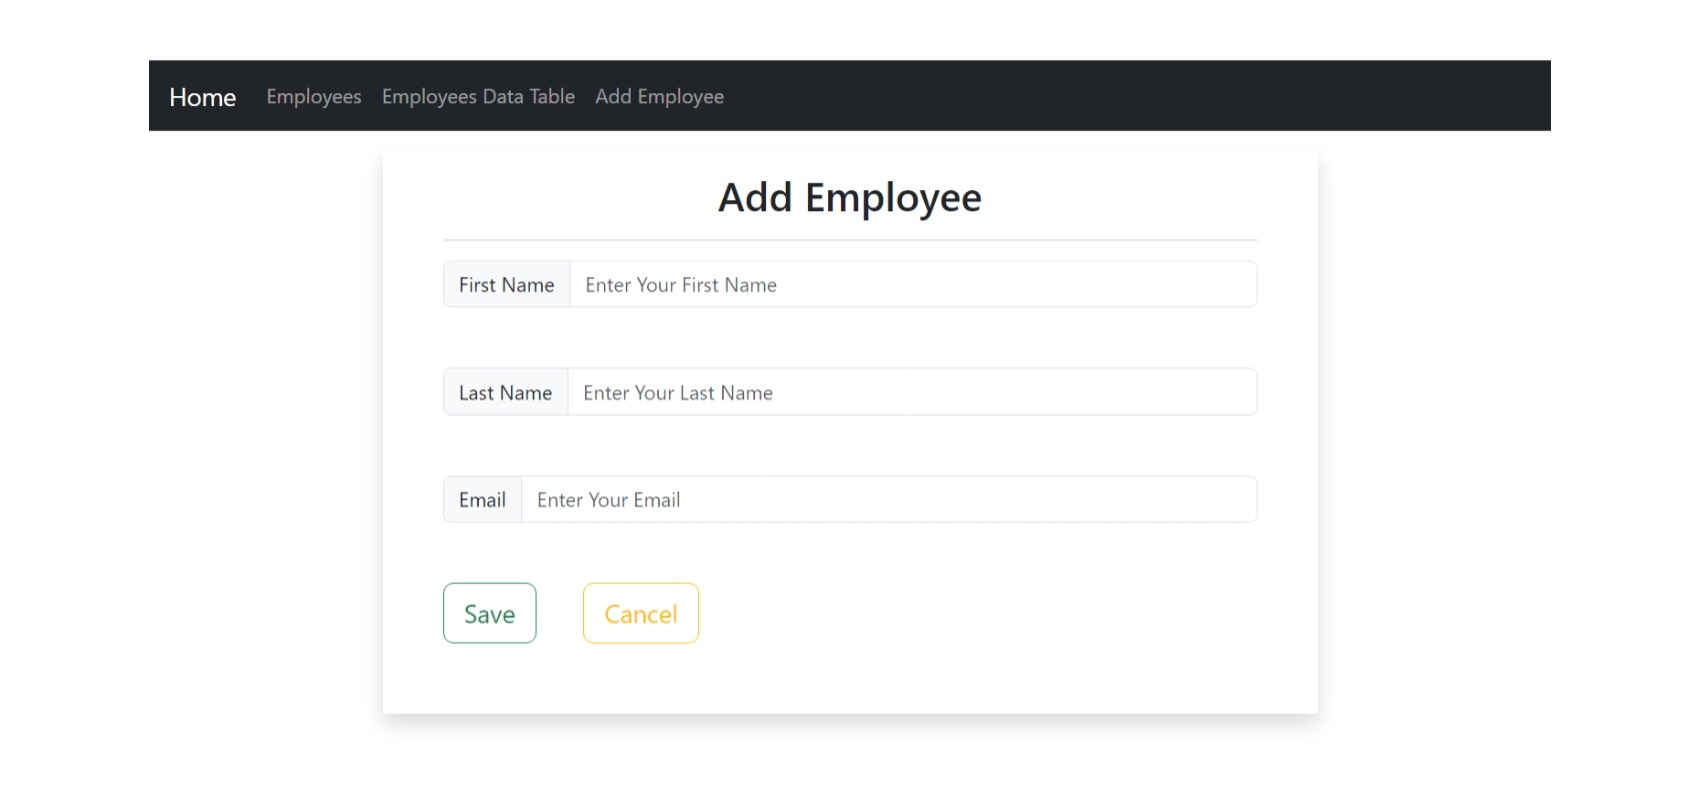 Home Employees Employees Data Table Add Employee
Add Employee
First Name Enter Your First Name
Last Name Enter Your Last Name
Email Enter Your Email
Save Cancel